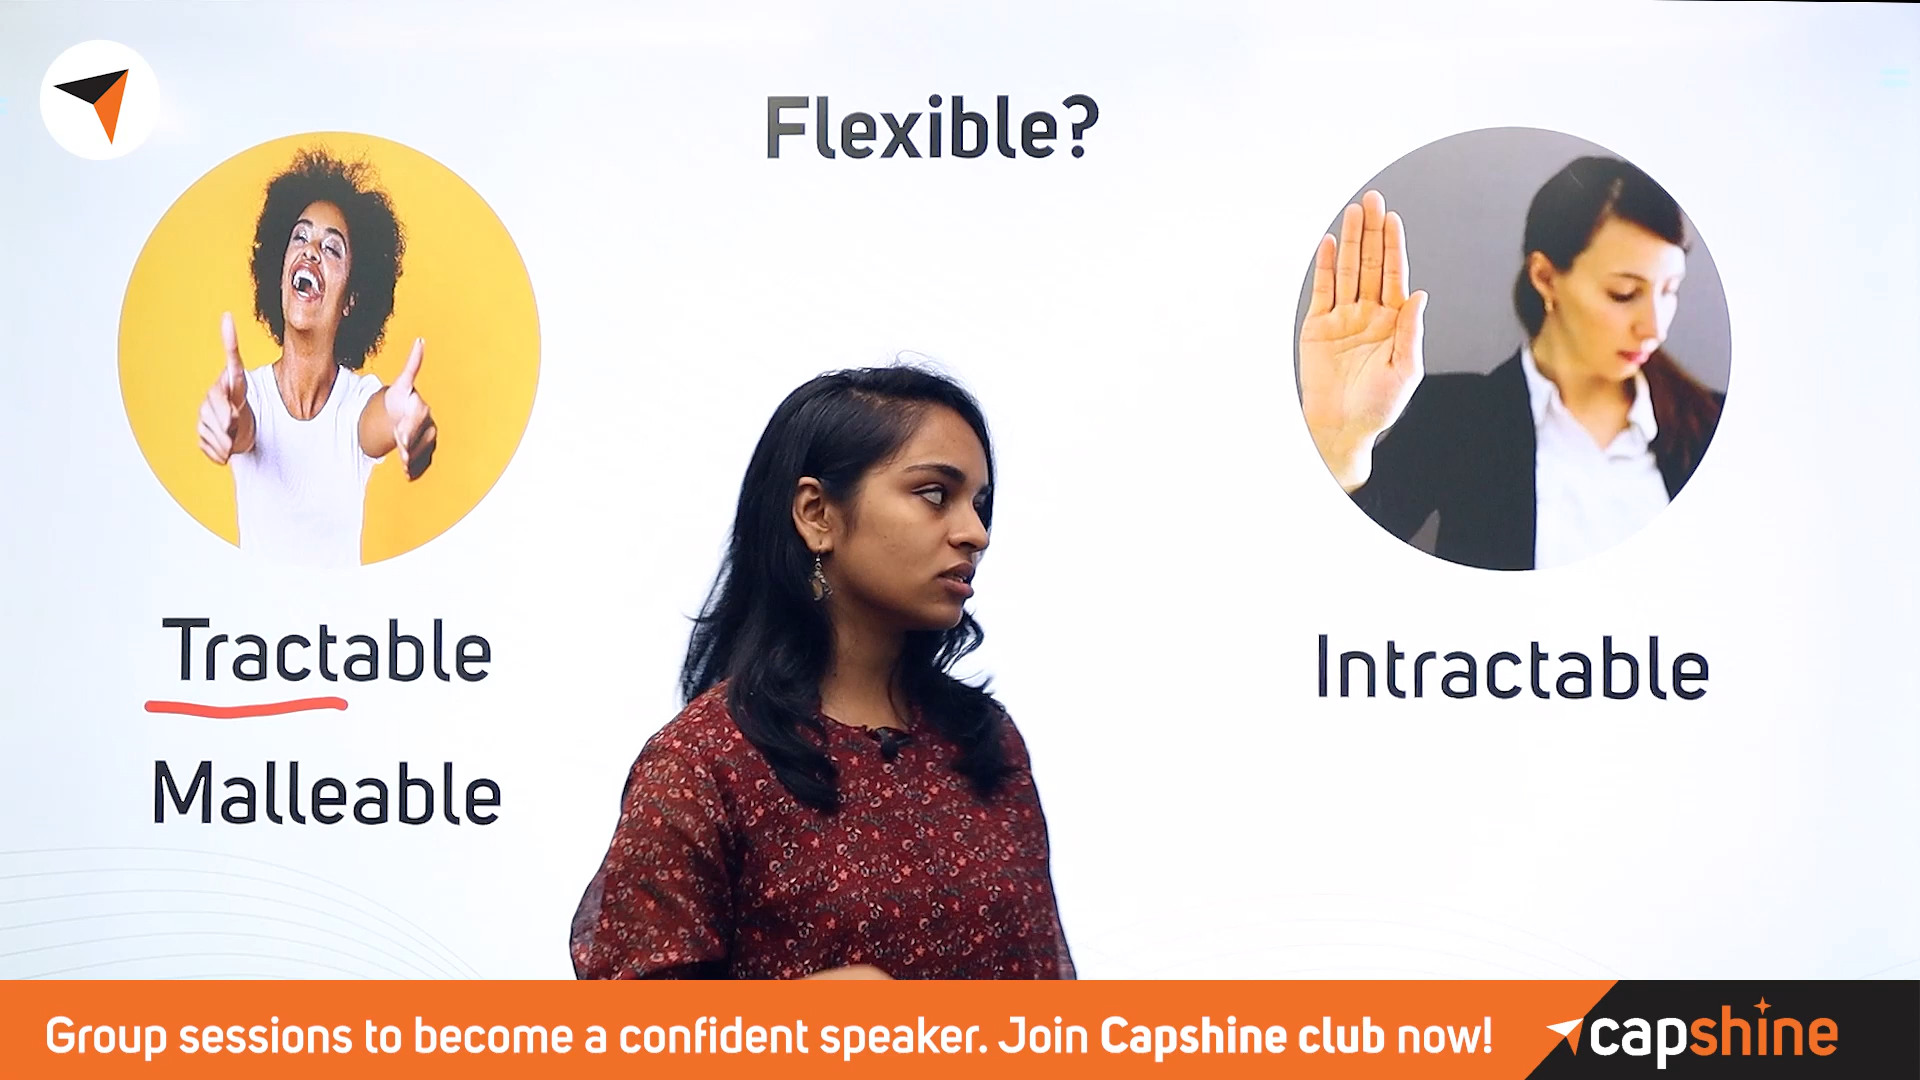 Flexible?
Tractable
Malleable
Intractable
Group sessions to become a confident speaker. Join Capshine club now!
capshine